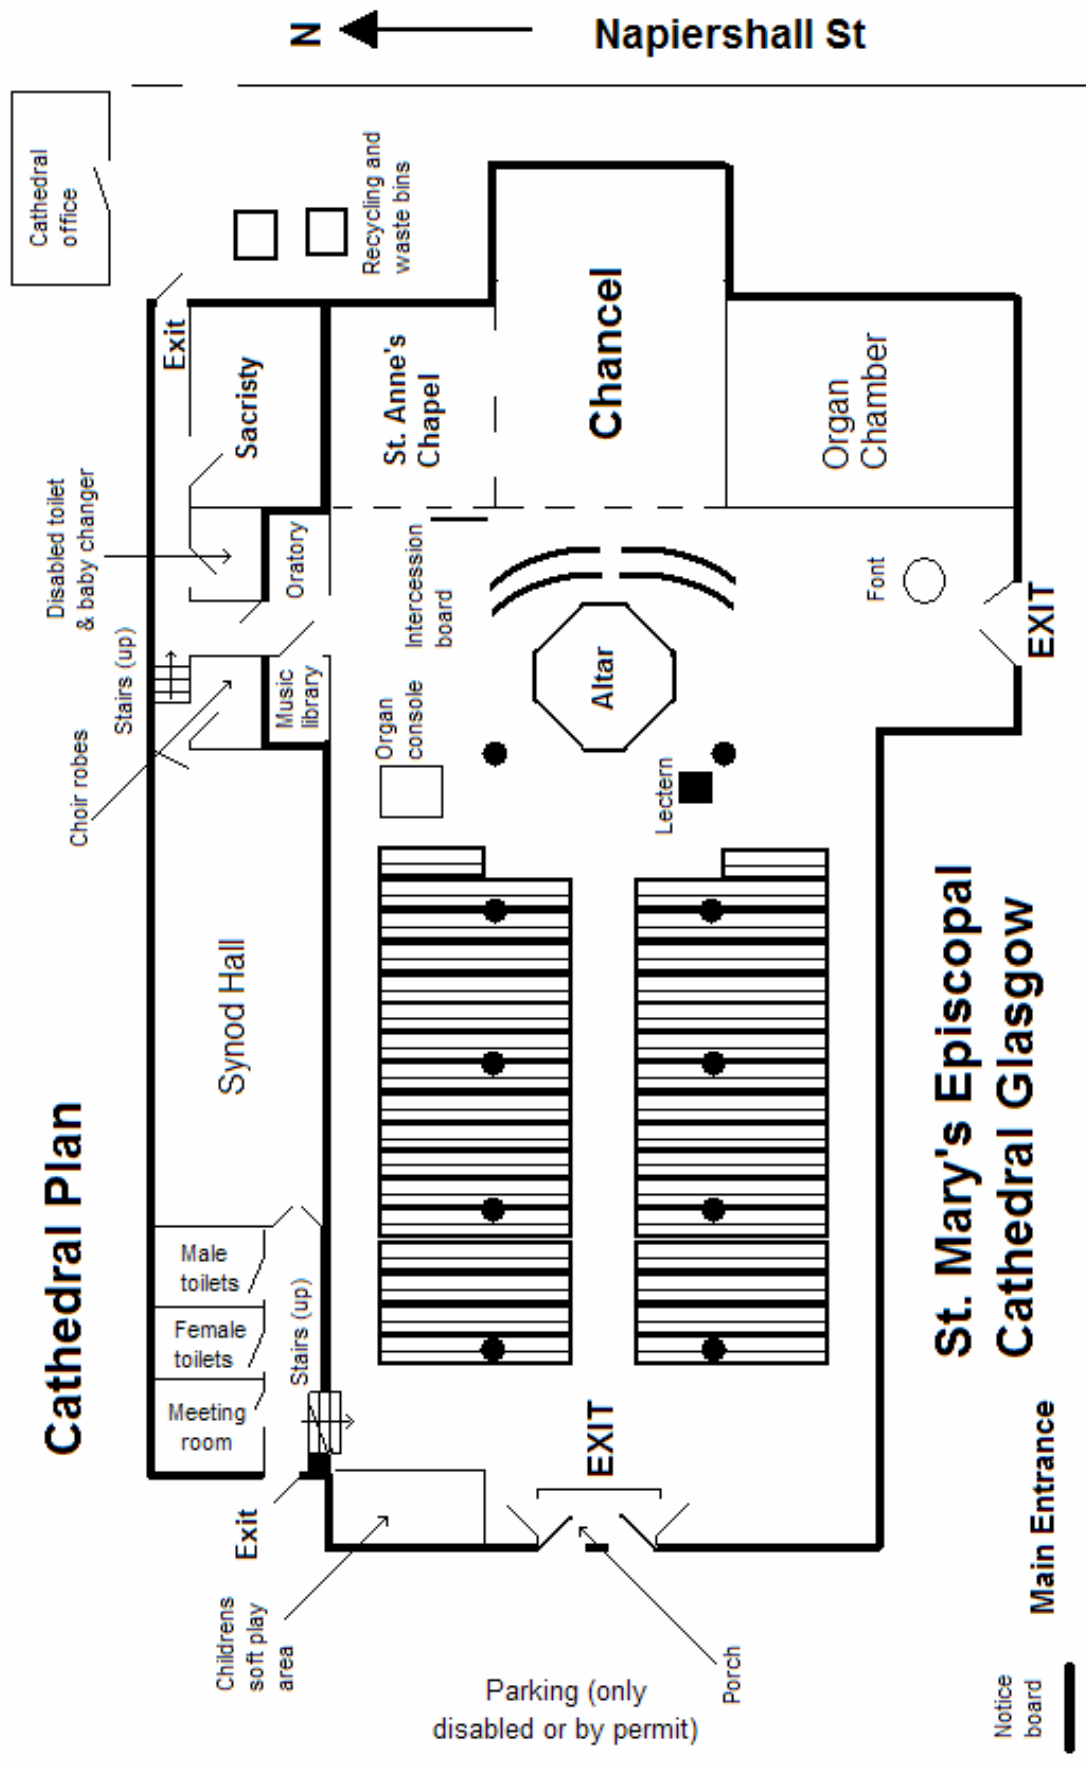 N
Napiershall St
Cathedral
office
Recycling and
waste bins
Exit
Sacristy
St. Anne's
Chapel
Chancel
Organ
Chamber
Disabled toilet
& baby changer
Oratory
Intercession
board
Font
EXIT
Stairs (up)
Music
library
Organ
console
Altar
Choir robes
Lectern
Synod Hall
Cathedral Plan
St. Mary's Episcopal
Cathedral Glasgow
Male
toilets
Female
toilets
Stairs (up)
Meeting
room
EXIT
Exit
Main Entrance
Childrens
soft play
area
Porch
Parking (only
disabled or by permit)
Notice
board